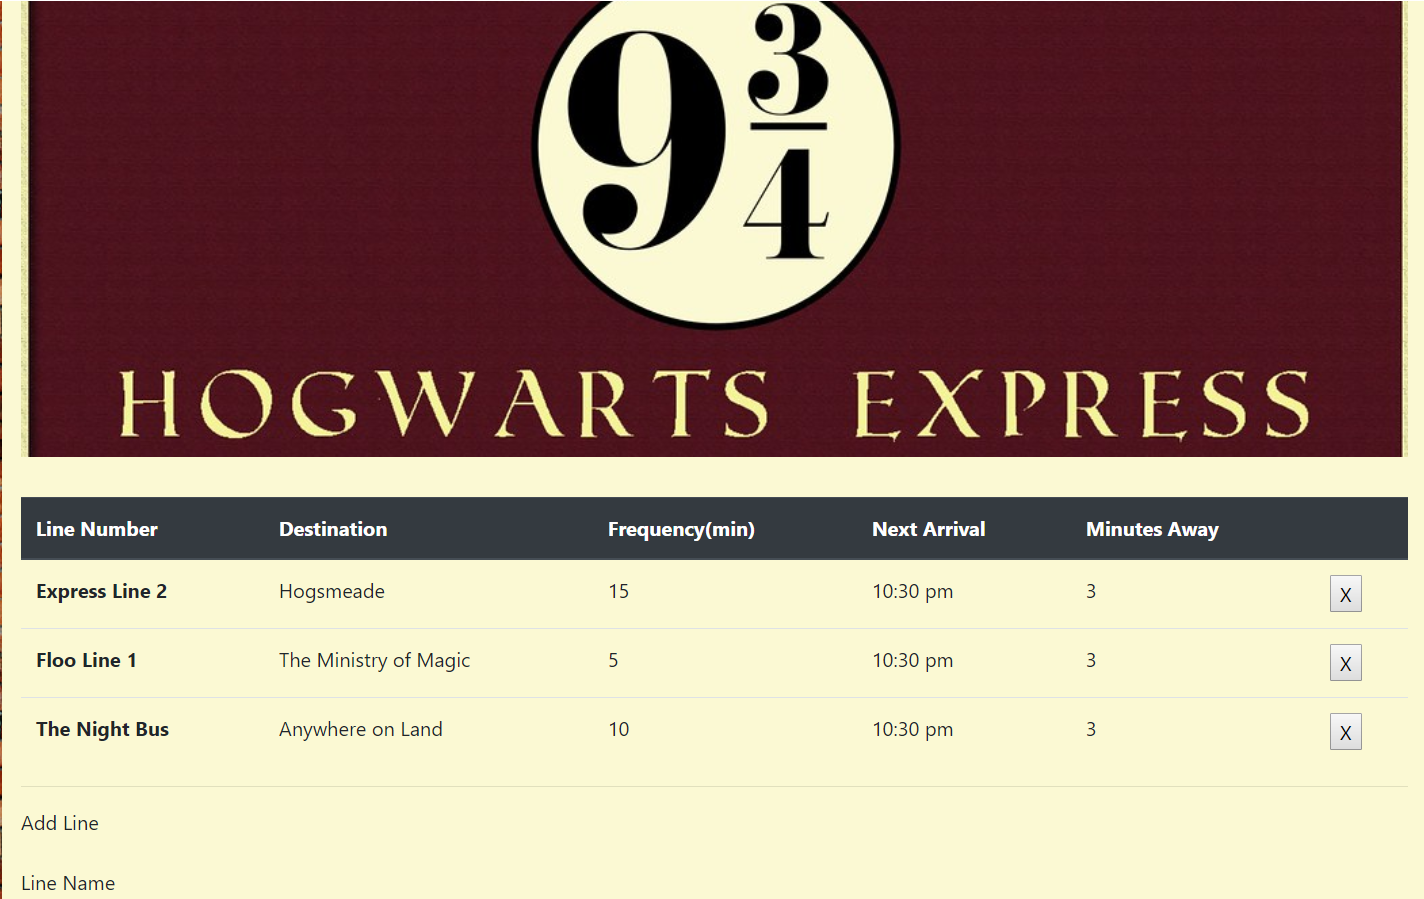 9 3/4
HOGWARTS EXPRESS
Line Number Destination Frequency(min) Next Arrival Minutes Away
Express Line 2 Hogsmeade 15 10:30 pm 3 X
Floo Line 1 The Ministry of Magic 5 10:30 pm 3 X
The Night Bus Anywhere on Land 10 10:30 pm 3 X
Add Line
Line Name